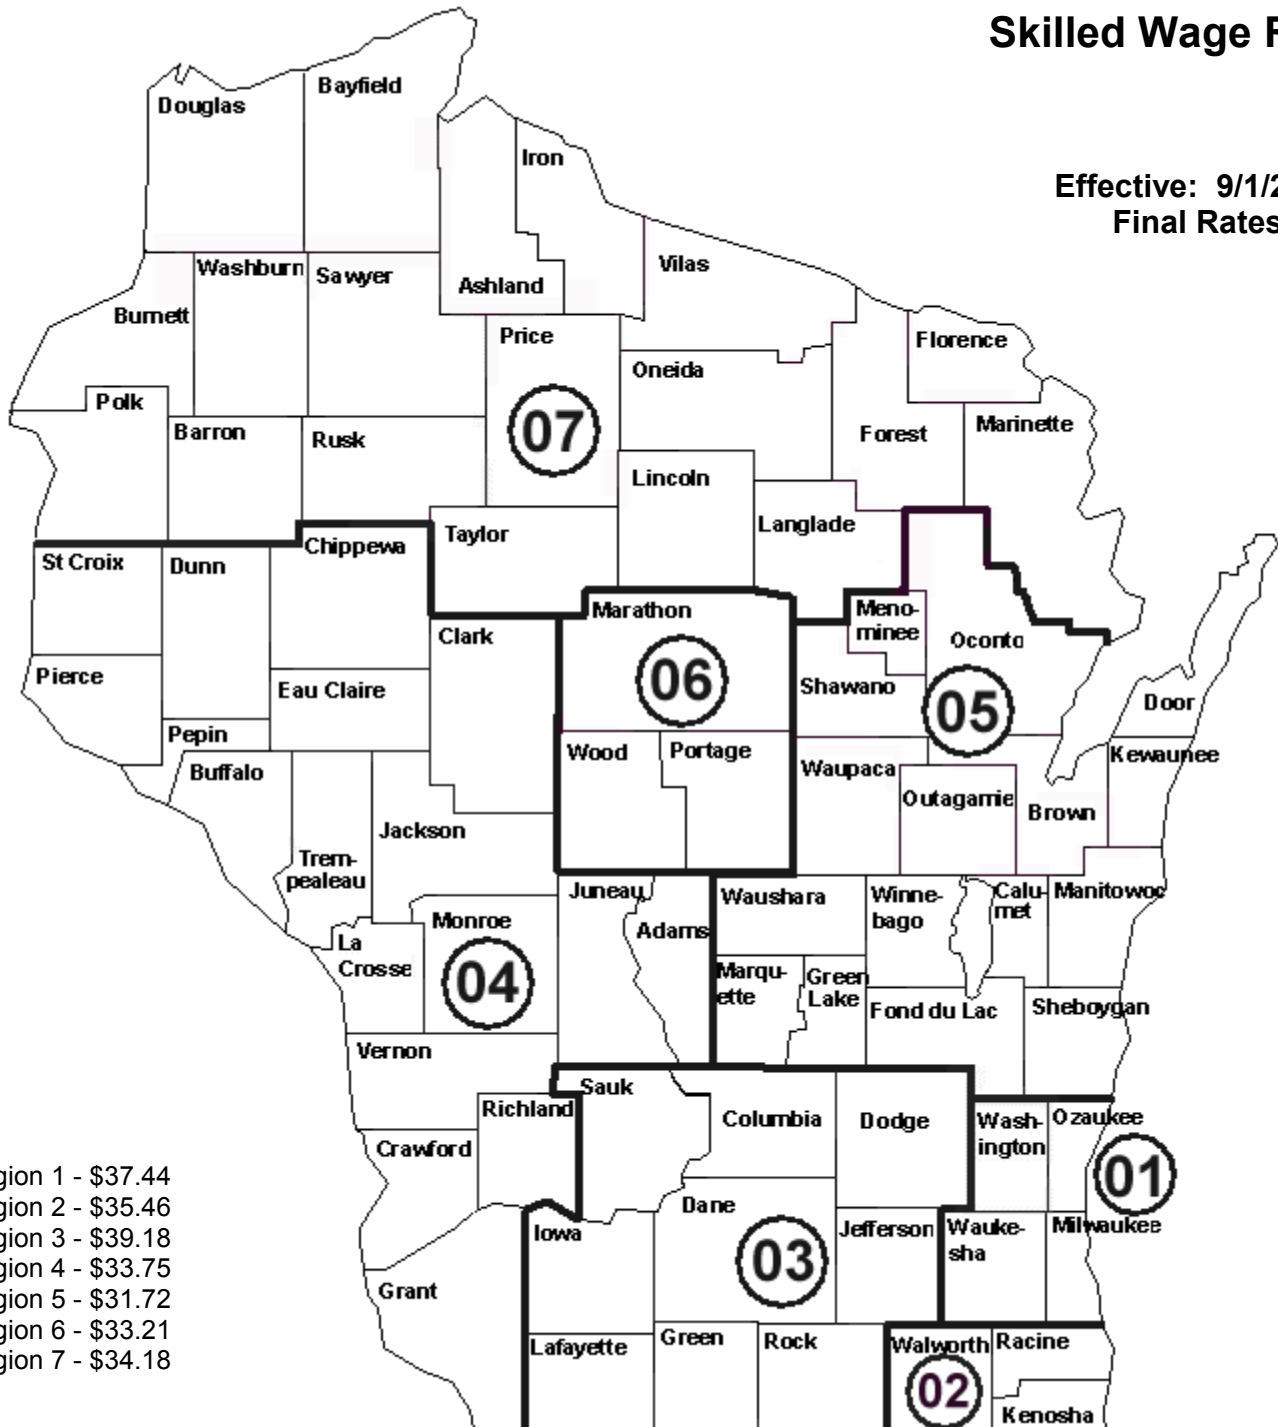 Skilled Wage R
Effective: 9/1/2
Final Rates
Douglas
Bayfield
Iron
Vilas
Washburn
Sawyer
Ashland
Burnett
Price
Florence
Oneida
Polk
Barron
Rusk
07
Forest
Marinette
Lincoln
Langlade
Taylor
Chippewa
St Croix
Dunn
Marathon
Meno-
minee
Clark
Oconto
Pierce
Eau Claire
06
Shawano
05
Door
Pepin
Buffalo
Wood
Portage
Waupaca
Kewaunee
Outagamie
Brown
Jackson
Trem-
pealeau
Juneau
Waushara
Winne-
bago
Calu-
met
Manitowoc
Monroe
Adams
La
Crosse
04
Marqu-
ette
Green
Lake
Fond du Lac
Sheboygan
Vernon
Sauk
Richland
Columbia
Dodge
Wash-
ington
Ozaukee
Crawford
01
Dane
Iowa
Jefferson
Wauke-
sha
Milwaukee
03
Grant
Lafayette
Green
Rock
Walworth
Racine
02
Kenosha
gion 1 - $37.44
gion 2 - $35.46
gion 3 - $39.18
gion 4 - $33.75
gion 5 - $31.72
gion 6 - $33.21
gion 7 - $34.18